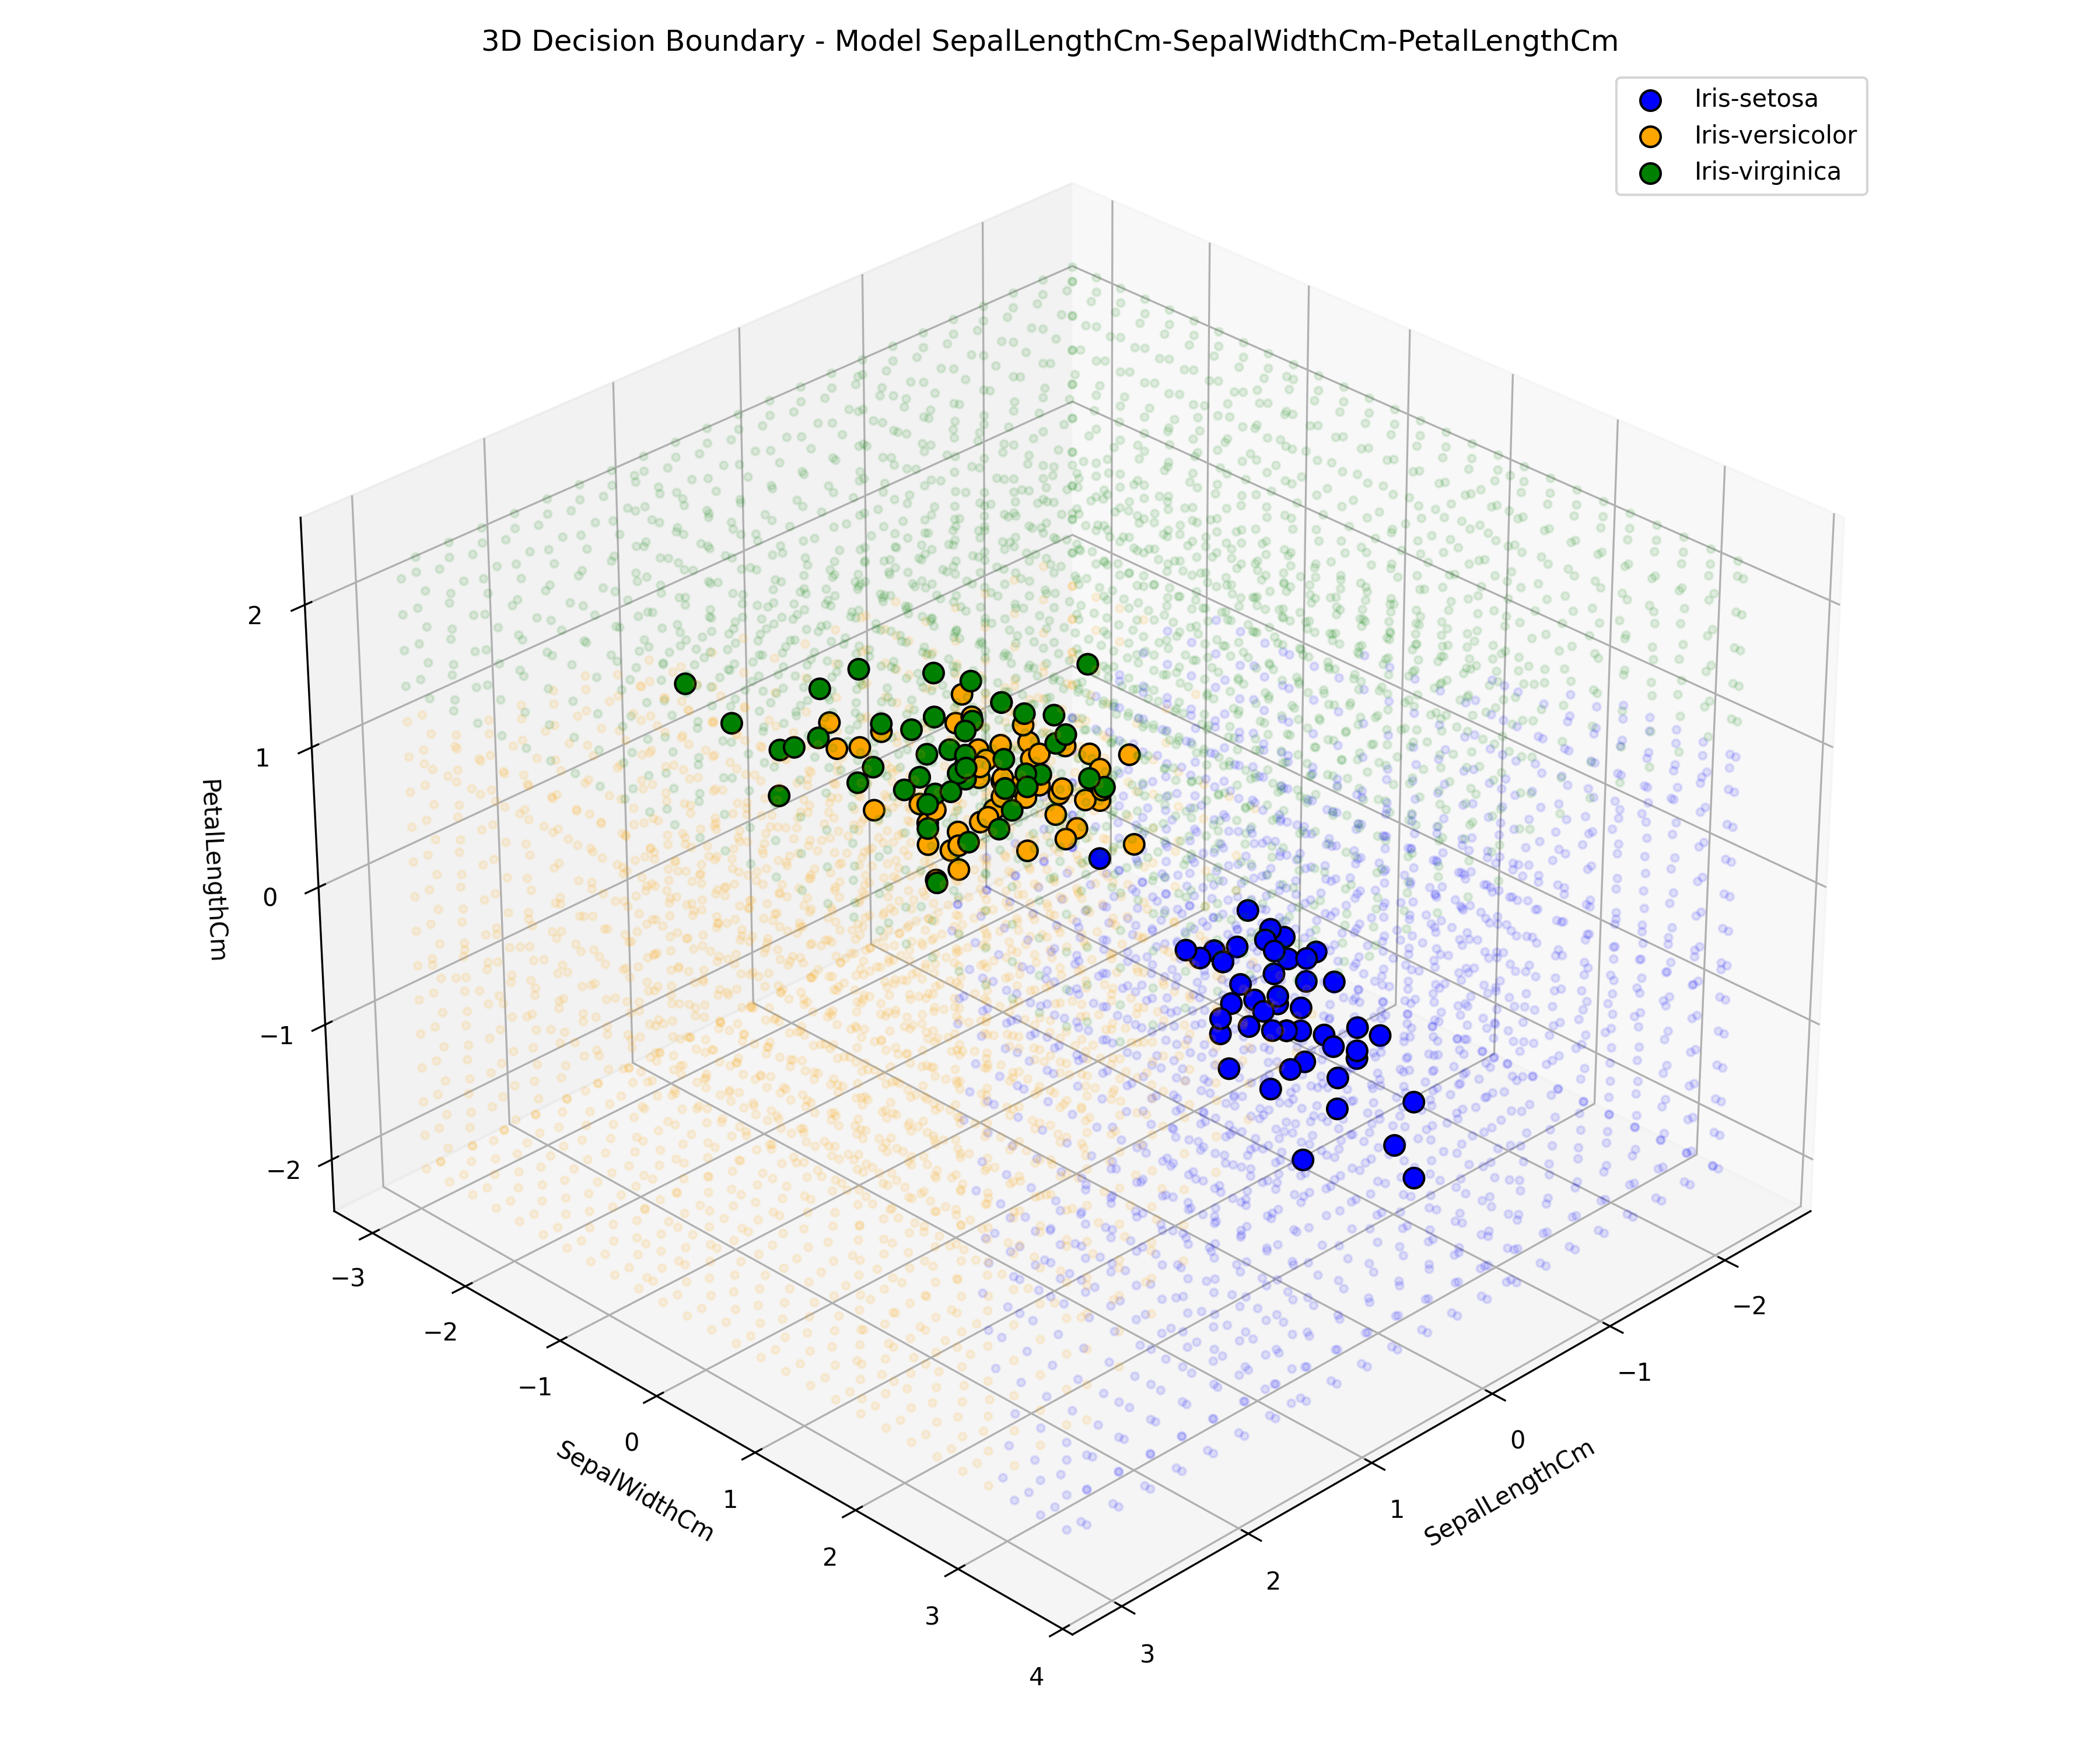 3D Decision Boundary - Model SepalLengthCm-SepalWidthCm-PetalLengthCm
Iris-setosa
Iris-versicolor
Iris-virginica
PetalLengthCm
2
1
0
−1
−2
SepalWidthCm
−3
−2
−1
0
1
2
3
4
SepalLengthCm
−2
−1
0
1
2
3